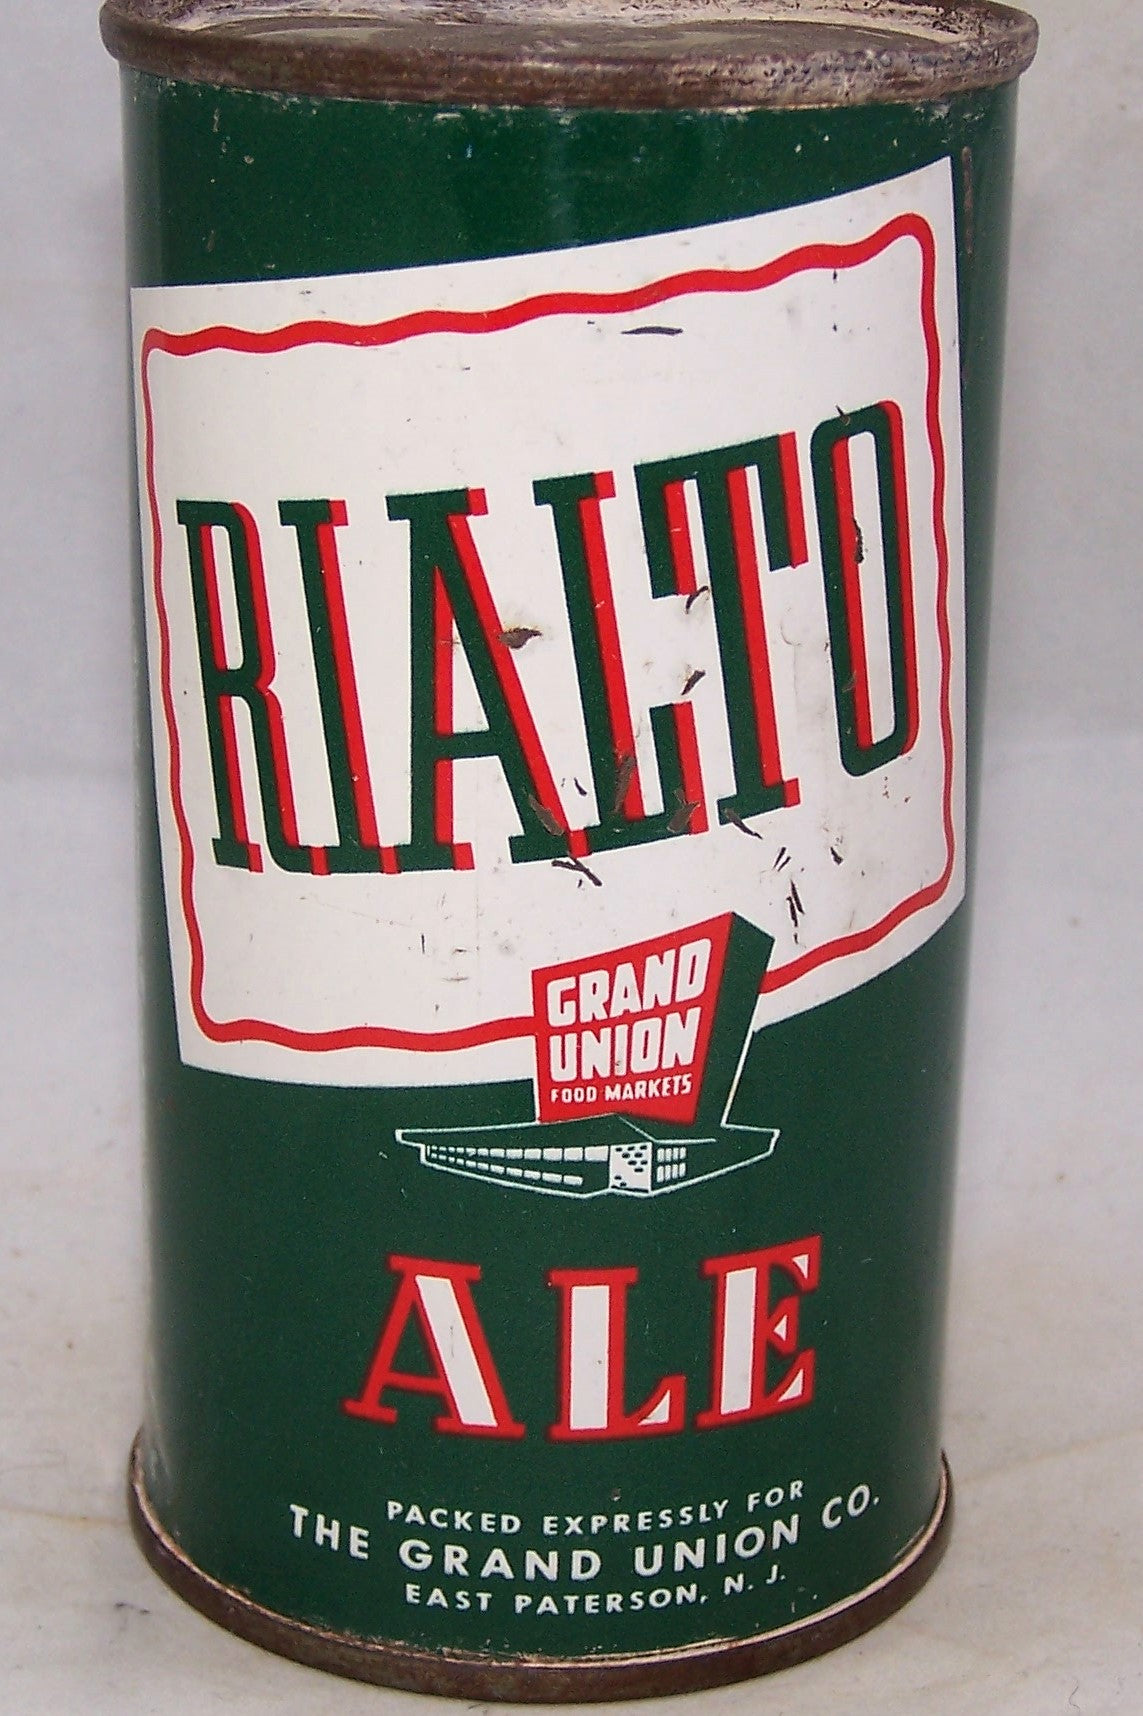 RIALTO
GRAND
UNION
FOOD MARKETS
ALE
PACKED EXPRESSLY FOR
THE GRAND UNION CO.
EAST PATERSON, N. J.